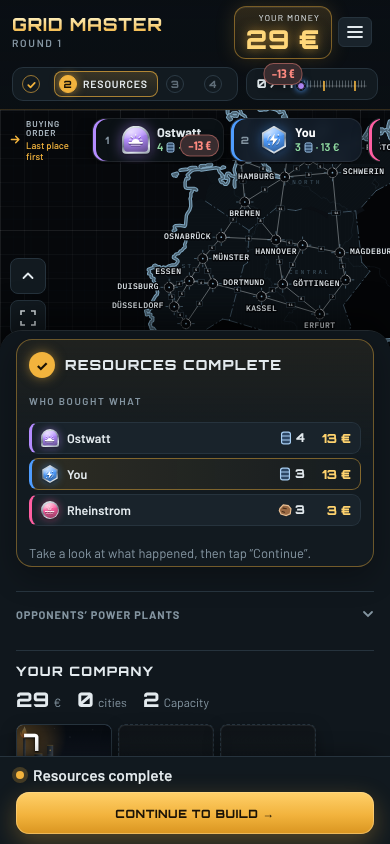 GRID MASTER
ROUND 1
YOUR MONEY
29 €
2 RESOURCES 3 4
-13 €
BUYING ORDER
Last place first
1 Ostwatt
4
-13 €
2 You
3 · 13 €
HAMBURG
SCHWERIN
NORTH
BREMEN
OSNABRÜCK
HANNOVER
MAGDEBUR
MÜNSTER
ESSEN
DUISBURG
DORTMUND
GÖTTINGEN
DÜSSELDORF
KASSEL
ERFURT
RESOURCES COMPLETE
WHO BOUGHT WHAT
Ostwatt 4 13 €
You 3 13 €
Rheinstrom 3 3 €
Take a look at what happened, then tap “Continue”.
OPPONENTS’ POWER PLANTS
YOUR COMPANY
29 € 0 cities 2 Capacity
7
Resources complete
CONTINUE TO BUILD →